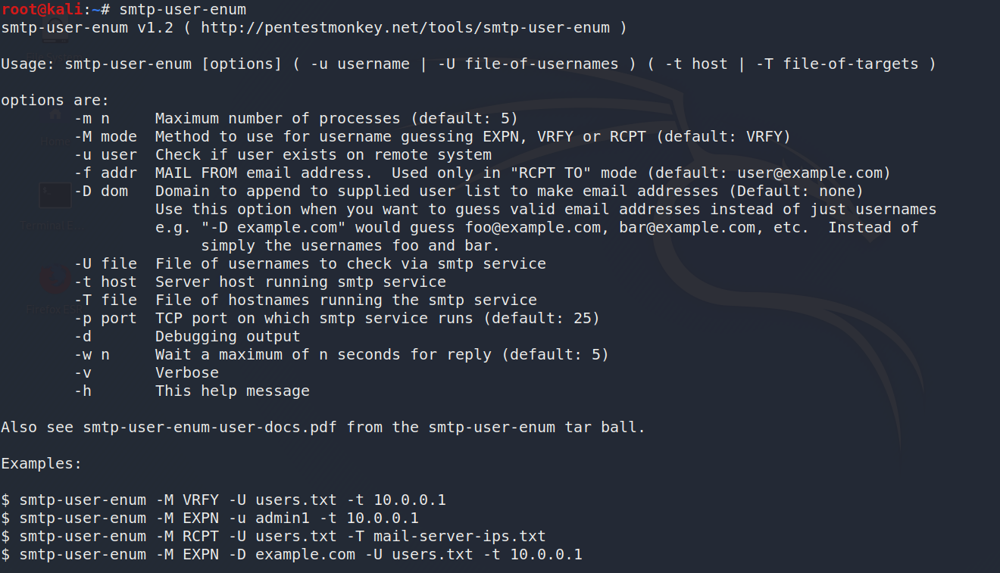 root@kali:~# smtp-user-enum
smtp-user-enum v1.2 ( http://pentestmonkey.net/tools/smtp-user-enum )
Usage: smtp-user-enum [options] ( -u username | -U file-of-usernames ) ( -t host | -T file-of-targets )
options are:
-m n     Maximum number of processes (default: 5)
-M mode  Method to use for username guessing EXPN, VRFY or RCPT (default: VRFY)
-u user  Check if user exists on remote system
-f addr  MAIL FROM email address.  Used only in "RCPT TO" mode (default: user@example.com)
-D dom   Domain to append to supplied user list to make email addresses (Default: none)
Use this option when you want to guess valid email addresses instead of just usernames
e.g. "-D example.com" would guess foo@example.com, bar@example.com, etc.  Instead of
simply the usernames foo and bar.
-U file  File of usernames to check via smtp service
-t host  Server host running smtp service
-T file  File of hostnames running the smtp service
-p port  TCP port on which smtp service runs (default: 25)
-d       Debugging output
-w n     Wait a maximum of n seconds for reply (default: 5)
-v       Verbose
-h       This help message
Also see smtp-user-enum-user-docs.pdf from the smtp-user-enum tar ball.
Examples:
$ smtp-user-enum -M VRFY -U users.txt -t 10.0.0.1
$ smtp-user-enum -M EXPN -u admin1 -t 10.0.0.1
$ smtp-user-enum -M RCPT -U users.txt -T mail-server-ips.txt
$ smtp-user-enum -M EXPN -D example.com -U users.txt -t 10.0.0.1
Home
Firefox ESR